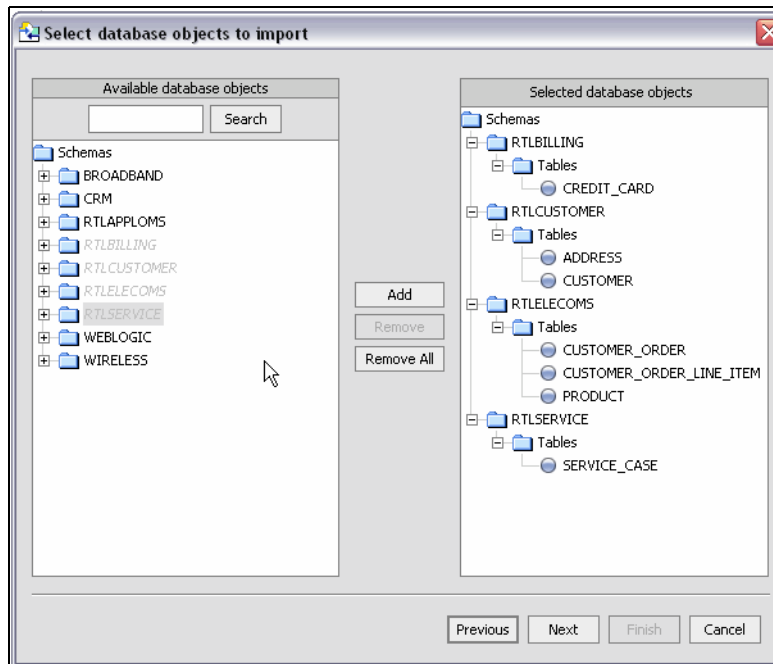 Select database objects to import
Available database objects
Search
Schemas
BROADBAND
CRM
RTLAPPLOMS
RTLBILLING
RTLCUSTOMER
RTLELECOMS
RTLSERVICE
WEBLOGIC
WIRELESS
Add
Remove
Remove All
Selected database objects
Schemas
RTLBILLING
Tables
CREDIT_CARD
RTLCUSTOMER
Tables
ADDRESS
CUSTOMER
RTLELECOMS
Tables
CUSTOMER_ORDER
CUSTOMER_ORDER_LINE_ITEM
PRODUCT
RTLSERVICE
Tables
SERVICE_CASE
Previous Next Finish Cancel